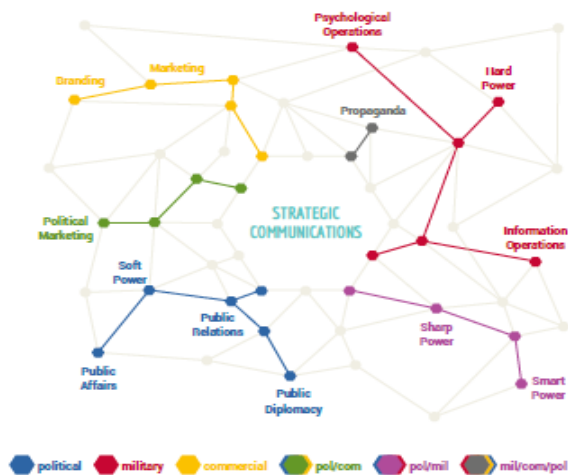 Psychological
Operations
Marketing
Branding
Hard
Power
Propaganda
STRATEGIC
COMMUNICATIONS
Political
Marketing
Information
Operations
Soft
Power
Public
Relations
Sharp
Power
Public
Affairs
Public
Diplomacy
Smart
Power
political
military
commercial
pol/com
pol/mil
mil/com/pol